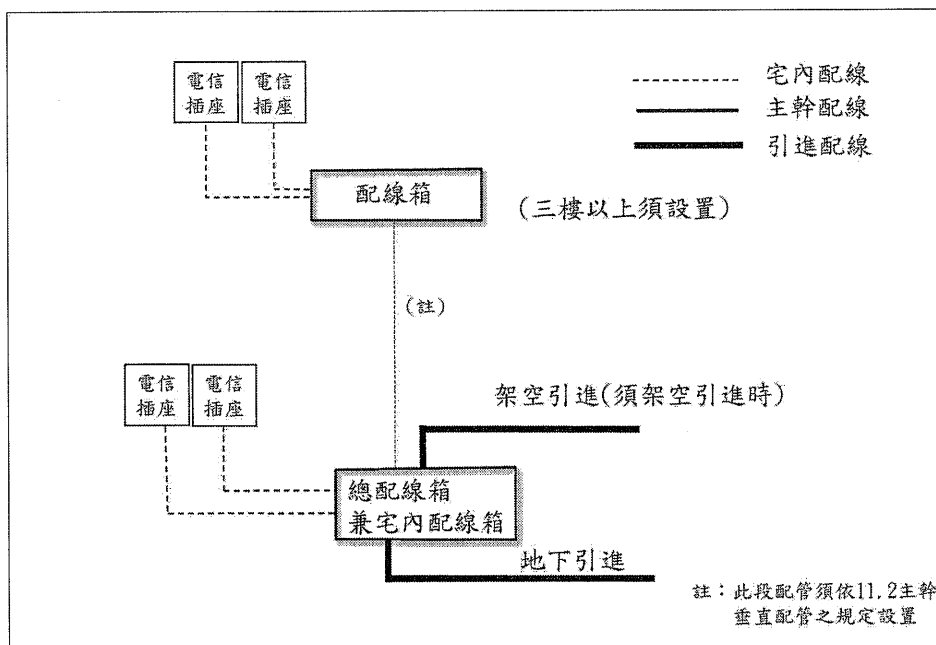 電信
插座
電信
插座
宅內配線
主幹配線
引進配線
配線箱
(三樓以上須設置)
(註)
電信
插座
電信
插座
架空引進(須架空引進時)
總配線箱
兼宅內配線箱
地下引進
註：此段配管須依11.2主幹
垂直配管之規定設置